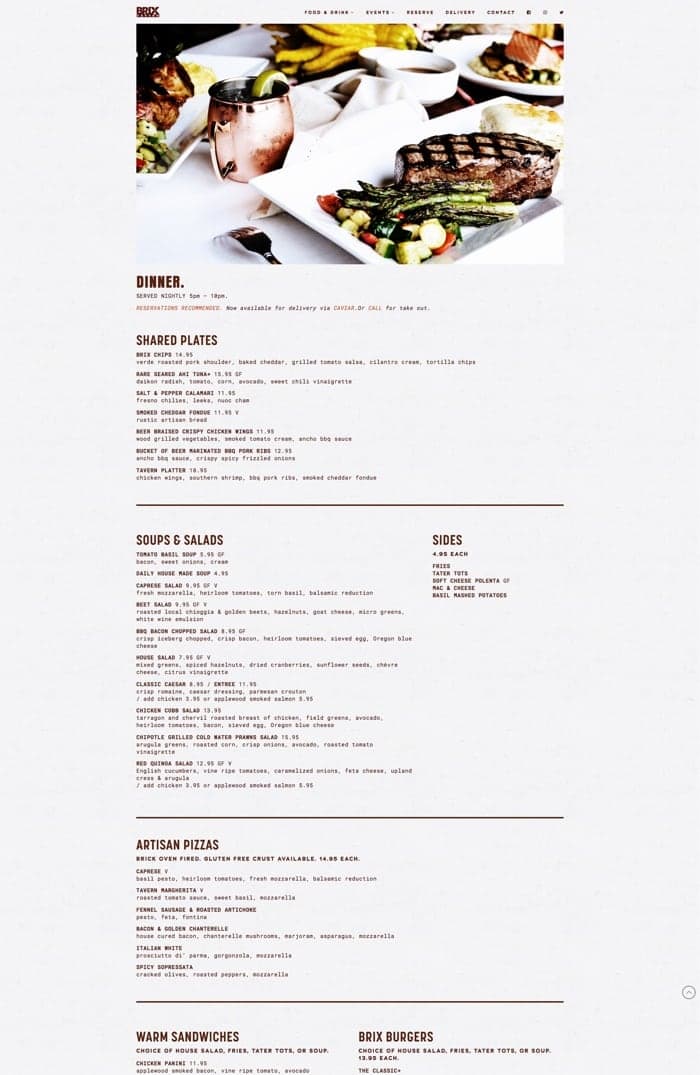 BRIX
FOOD & DRINK
EVENTS
RESERVE
DELIVERY
CONTACT
DINNER.
SERVED NIGHTLY 5pm – 10pm.
RESERVATIONS RECOMMENDED. Now available for delivery via CAVIAR.Or CALL for take out.
SHARED PLATES
BRIX CHIPS 14.95
verde roasted pork shoulder, baked cheddar, grilled tomato salsa, cilantro cream, tortilla chips
RARE SEARED AHI TUNA* 15.95 GF
daikon radish, tomato, corn, avocado, sweet chili vinaigrette
SALT & PEPPER CALAMARI 11.95
fresno chilies, leeks, nuoc cham
SMOKED CHEDDAR FONDUE 11.95 V
rustic artisan bread
BEER BRAISED CRISPY CHICKEN WINGS 11.95
wood grilled vegetables, smoked tomato cream, ancho bbq sauce
BUCKET OF BEER MARINATED BBQ PORK RIBS 12.95
ancho bbq sauce, crispy spicy frizzled onions
TAVERN PLATTER 18.95
chicken wings, southern shrimp, bbq pork ribs, smoked cheddar fondue
SOUPS & SALADS
TOMATO BASIL SOUP 5.95 GF
bacon, sweet onions, cream
DAILY HOUSE MADE SOUP 4.95
CAPRESE SALAD 9.95 GF V
fresh mozzarella, heirloom tomatoes, torn basil, balsamic reduction
BEET SALAD 9.95 GF V
roasted local chioggia & golden beets, hazelnuts, goat cheese, micro greens,
white wine emulsion
BBQ BACON CHOPPED SALAD 8.95 GF
crisp iceberg chopped, crisp bacon, heirloom tomatoes, sieved egg, Oregon blue
cheese
HOUSE SALAD 7.95 GF V
mixed greens, spiced hazelnuts, dried cranberries, sunflower seeds, chèvre
cheese, citrus vinaigrette
CLASSIC CAESAR 8.95 / ENTREE 11.95
crisp romaine, caesar dressing, parmesan crouton
/ add chicken 3.95 or applewood smoked salmon 5.95
CHICKEN COBB SALAD 13.95
tarragon and chervil roasted breast of chicken, field greens, avocado,
heirloom tomatoes, bacon, sieved egg, Oregon blue cheese
CHIPOTLE GRILLED COLD WATER PRAWNS SALAD 15.95
arugula greens, roasted corn, crisp onions, avocado, roasted tomato
vinaigrette
RED QUINOA SALAD 12.95 GF V
English cucumbers, vine ripe tomatoes, caramelized onions, feta cheese, upland
cress & arugula
/ add chicken 3.95 or applewood smoked salmon 5.95
SIDES
4.95 EACH
FRIES
TATER TOTS
SOFT CHEESE POLENTA GF
MAC & CHEESE
BASIL MASHED POTATOES
ARTISAN PIZZAS
BRICK OVEN FIRED. GLUTEN FREE CRUST AVAILABLE. 14.95 EACH.
CAPRESE V
basil pesto, heirloom tomatoes, fresh mozzarella, balsamic reduction
TAVERN MARGHERITA V
roasted tomato sauce, sweet basil, mozzarella
FENNEL SAUSAGE & ROASTED ARTICHOKE
pesto, feta, fontina
BACON & GOLDEN CHANTERELLE
house cured bacon, chanterelle mushrooms, marjoram, asparagus, mozzarella
ITALIAN WHITE
prosciutto di' parma, gorgonzola, mozzarella
SPICY SOPRESSATA
cracked olives, roasted peppers, mozzarella
WARM SANDWICHES
CHOICE OF HOUSE SALAD, FRIES, TATER TOTS, OR SOUP.
CHICKEN PANINI 11.95
applewood smoked bacon, vine ripe tomato, avocado
BRIX BURGERS
CHOICE OF HOUSE SALAD, FRIES, TATER TOTS, OR SOUP.
13.95 EACH.
THE CLASSIC*